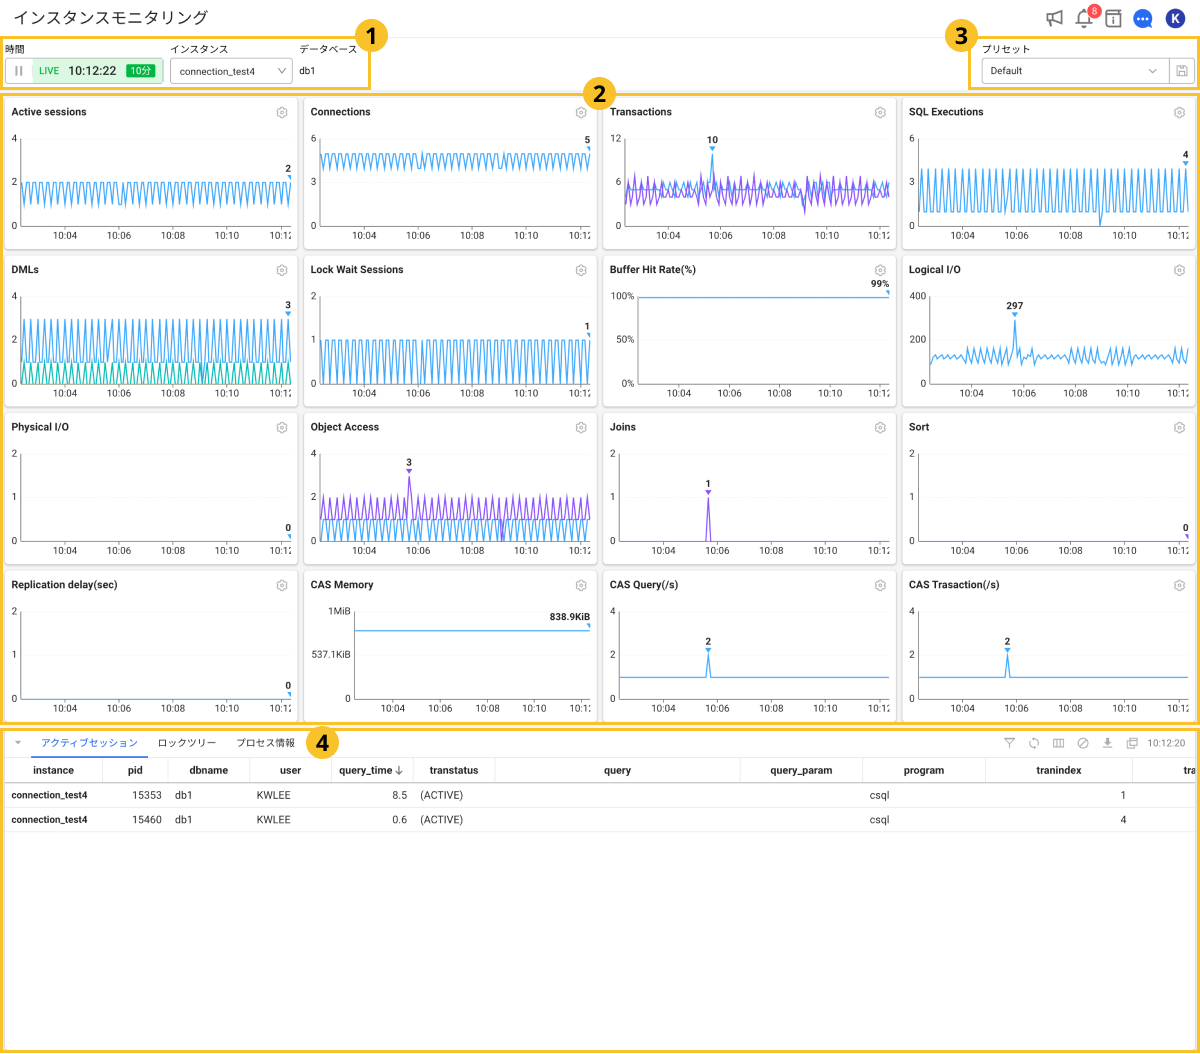 インスタンスモニタリング
8
K
1
3
時間
インスタンス
データベース
プリセット
LIVE 10:12:22 10分
connection_test4
db1
Default
2
Active sessions
4
2
0
2
10:04 10:06 10:08 10:10 10:12
Connections
6
3
0
5
10:04 10:06 10:08 10:10 10:12
Transactions
12
6
0
10
10:04 10:06 10:08 10:10 10:12
SQL Executions
6
3
0
4
10:04 10:06 10:08 10:10 10:12
DMLs
4
2
0
3
10:04 10:06 10:08 10:10 10:12
Lock Wait Sessions
2
1
0
1
10:04 10:06 10:08 10:10 10:12
Buffer Hit Rate(%)
99%
100%
50%
0%
10:04 10:06 10:08 10:10 10:12
Logical I/O
400
200
0
297
10:04 10:06 10:08 10:10 10:12
Physical I/O
2
1
0
0
10:04 10:06 10:08 10:10 10:12
Object Access
4
2
0
3
10:04 10:06 10:08 10:10 10:12
Joins
2
1
0
1
10:04 10:06 10:08 10:10 10:12
Sort
2
1
0
0
10:04 10:06 10:08 10:10 10:12
Replication delay(sec)
2
1
0
0
10:04 10:06 10:08 10:10 10:12
CAS Memory
1MiB
537.1KiB
0
838.9KiB
10:04 10:06 10:08 10:10 10:12
CAS Query(/s)
4
2
0
2
10:04 10:06 10:08 10:10 10:12
CAS Trasaction(/s)
4
2
0
2
10:04 10:06 10:08 10:10 10:12
アクティブセッション ロックツリー プロセス情報 4 10:12:20
instance pid dbname user query_time transtatus query query_param program tranindex tra
connection_test4 15353 db1 KWLEE 8.5 (ACTIVE) csql 1
connection_test4 15460 db1 KWLEE 0.6 (ACTIVE) csql 4